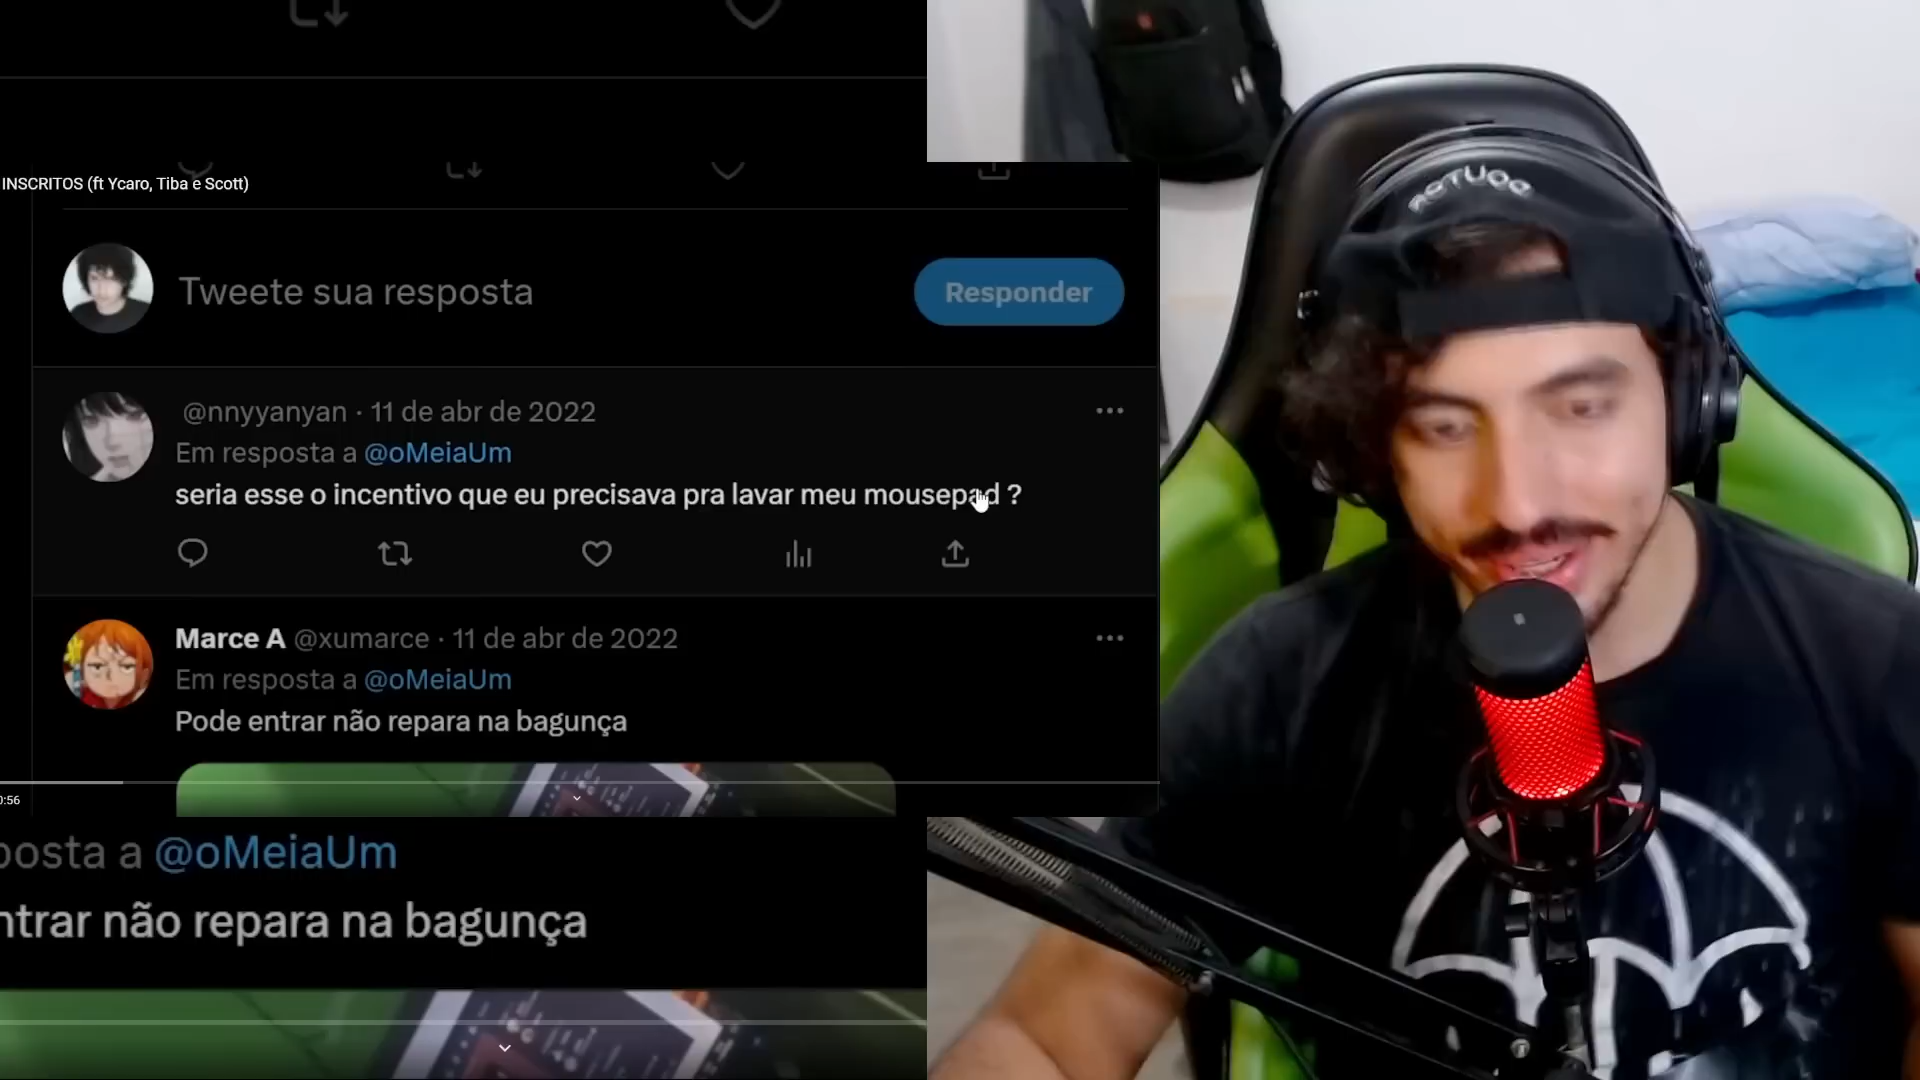 INSCRITOS (ft Ycaro, Tiba e Scott)
Tweete sua resposta
Responder
@nnyyanyan · 11 de abr de 2022
Em resposta a @oMeiaUm
seria esse o incentivo que eu precisava pra lavar meu mousepad ?
Marce A @xumarce · 11 de abr de 2022
Em resposta a @oMeiaUm
Pode entrar não repara na bagunça
0:56
posta a @oMeiaUm
ntrar não repara na bagunça